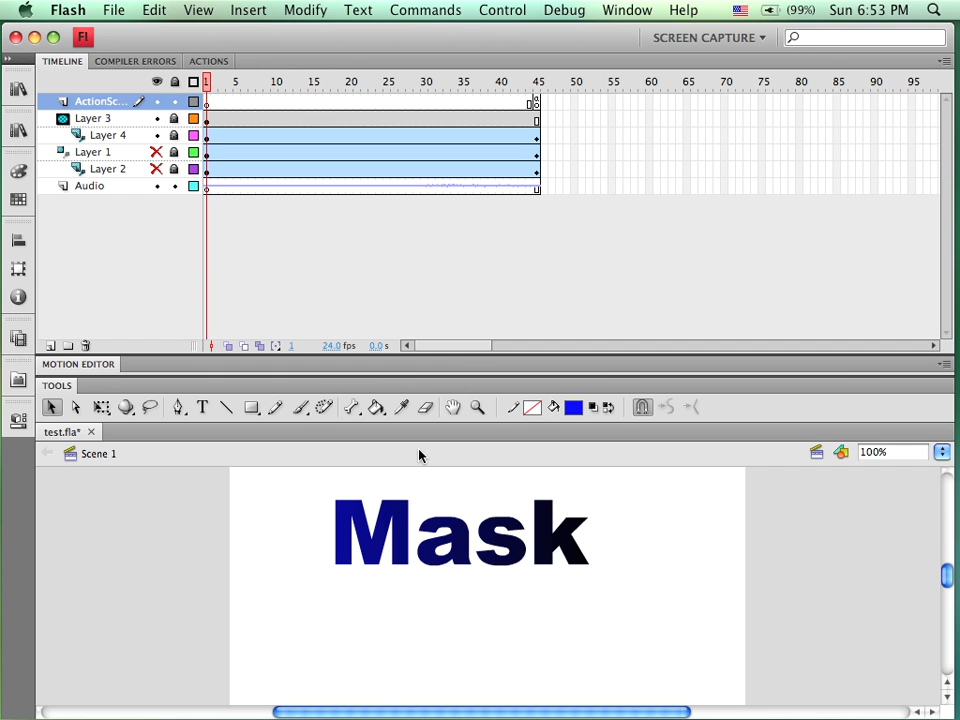 Flash File Edit View Insert Modify Text Commands Control Debug Window Help (99%) Sun 6:53 PM
Fl SCREEN CAPTURE
TIMELINE COMPILER ERRORS ACTIONS
1 5 10 15 20 25 30 35 40 45 50 55 60 65 70 75 80 85 90 95
ActionSc...
Layer 3
Layer 4
Layer 1
Layer 2
Audio
1 24.0 fps 0.0 s
MOTION EDITOR
TOOLS
test.fla*
Scene 1 100%
Mask